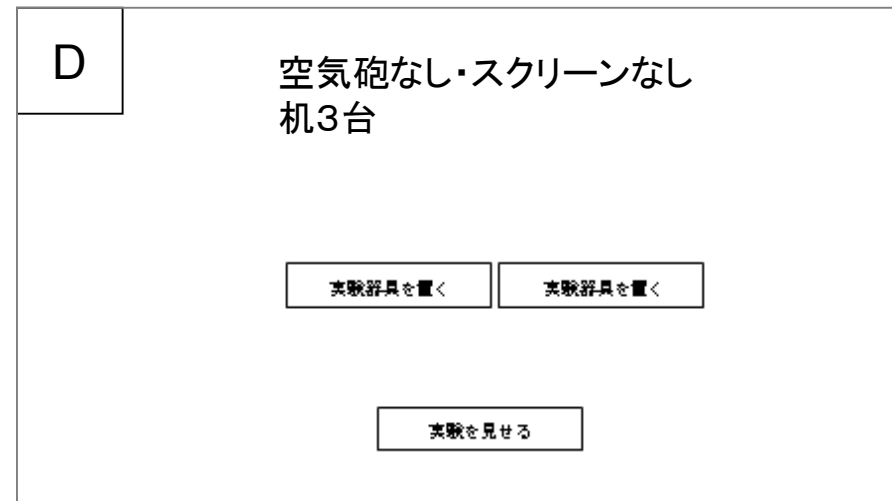 D
空気砲なし・スクリーンなし
机３台
実験器具を置く
実験器具を置く
実験を見せる